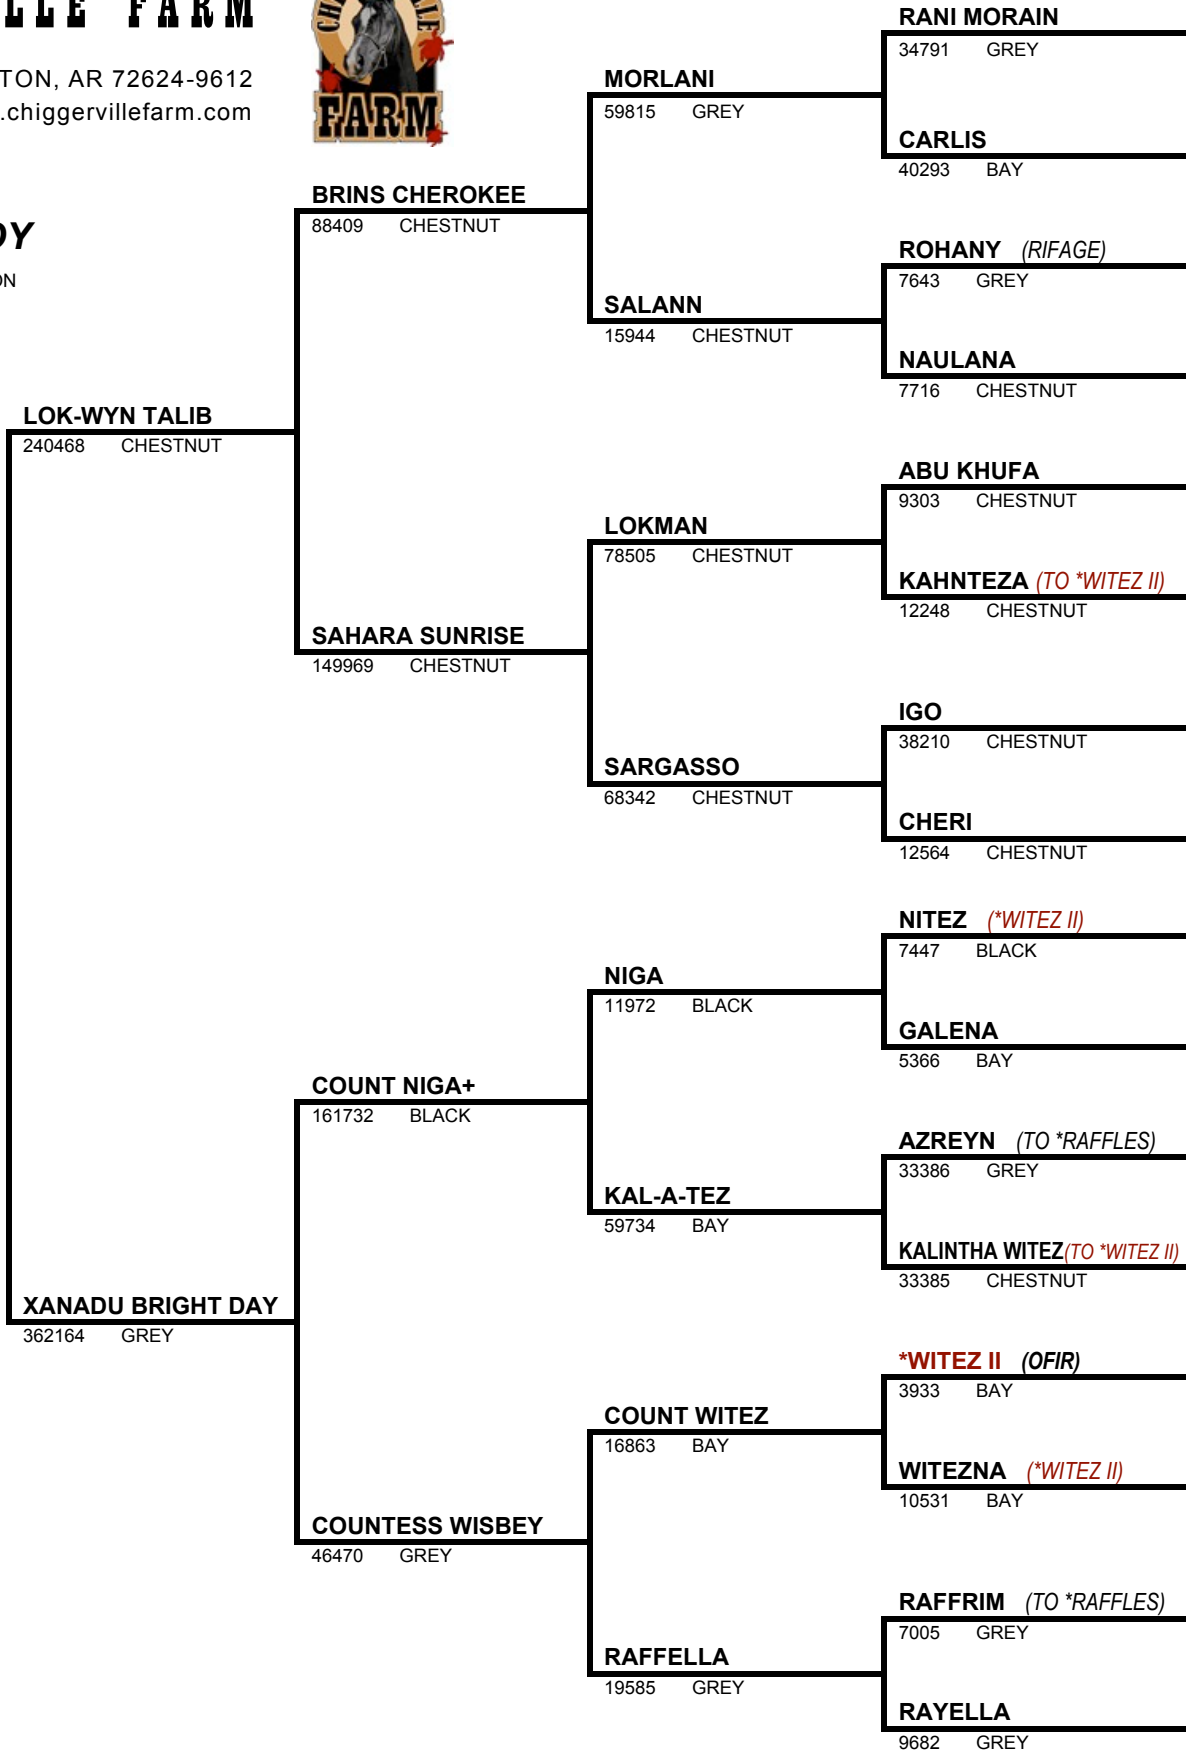 FARM
TON, AR 72624-9612
.chiggervillefarm.com
FARM
RANI MORAIN
34791 GREY
MORLANI
59815 GREY
CARLIS
40293 BAY
BRINS CHEROKEE
88409 CHESTNUT
ROHANY (RIFAGE)
7643 GREY
SALANN
15944 CHESTNUT
NAULANA
7716 CHESTNUT
LOK-WYN TALIB
240468 CHESTNUT
ABU KHUFA
9303 CHESTNUT
LOKMAN
78505 CHESTNUT
KAHNTEZA (TO *WITEZ II)
12248 CHESTNUT
SAHARA SUNRISE
149969 CHESTNUT
IGO
38210 CHESTNUT
SARGASSO
68342 CHESTNUT
CHERI
12564 CHESTNUT
NITEZ (*WITEZ II)
7447 BLACK
NIGA
11972 BLACK
GALENA
5366 BAY
COUNT NIGA+
161732 BLACK
AZREYN (TO *RAFFLES)
33386 GREY
KAL-A-TEZ
59734 BAY
KALINTHA WITEZ(TO *WITEZ II)
33385 CHESTNUT
XANADU BRIGHT DAY
362164 GREY
*WITEZ II (OFIR)
3933 BAY
COUNT WITEZ
16863 BAY
WITEZNA (*WITEZ II)
10531 BAY
COUNTESS WISBEY
46470 GREY
RAFFRIM (TO *RAFFLES)
7005 GREY
RAFFELLA
19585 GREY
RAYELLA
9682 GREY